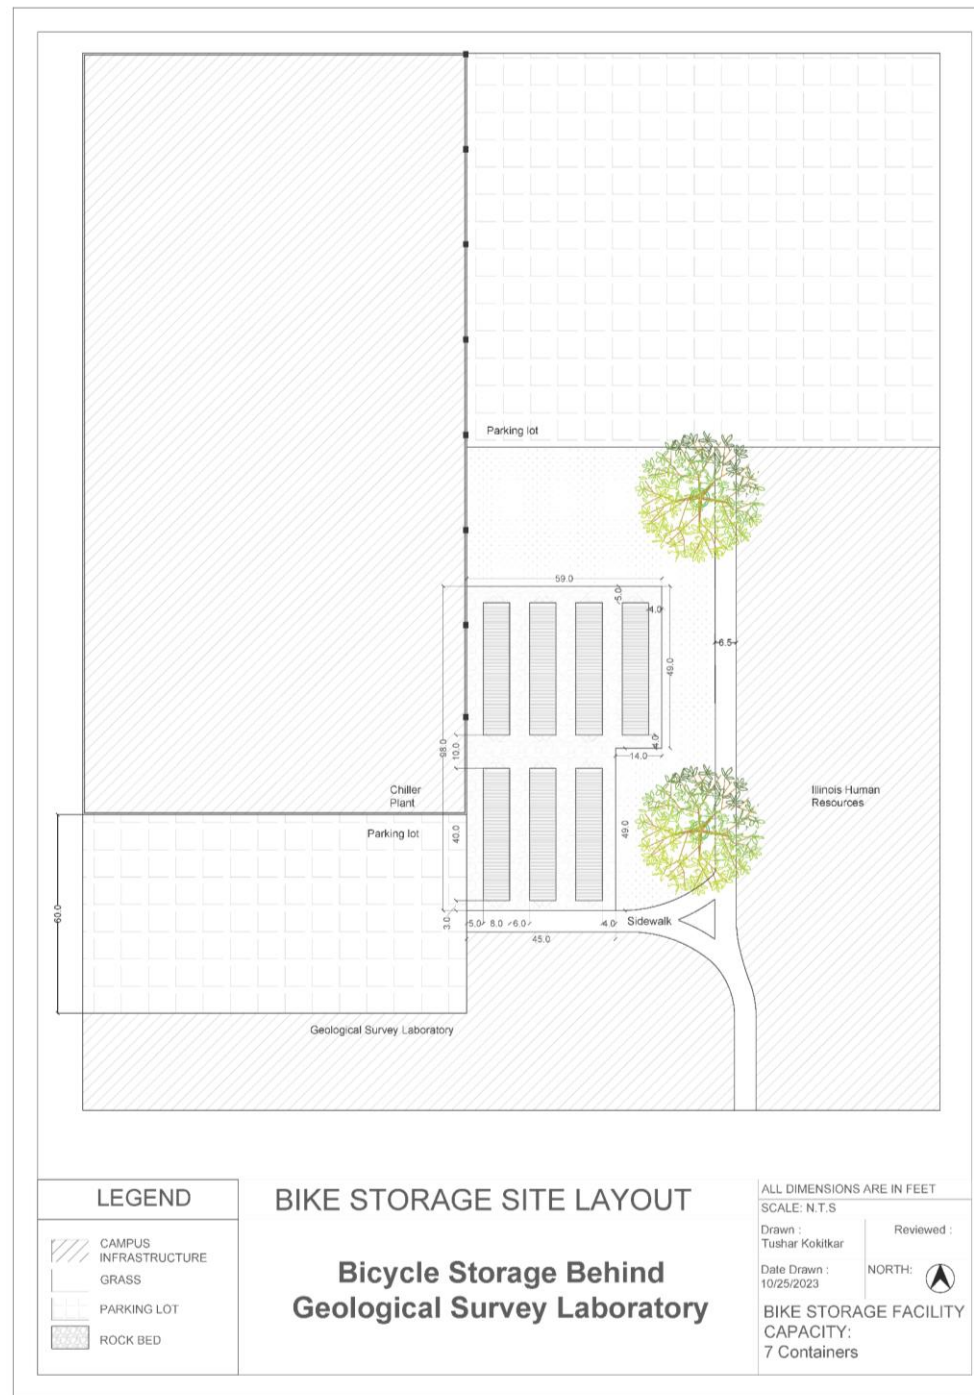 Parking lot
59.0
5.0
4.0
6.5
49.0
98.0
10.0
4.0
14.0
Chiller
Plant
Illinois Human
Resources
Parking lot
40.0
49.0
60.0
3.0
5.0
8.0
6.0
4.0
Sidewalk
45.0
Geological Survey Laboratory
LEGEND
CAMPUS
INFRASTRUCTURE
GRASS
PARKING LOT
ROCK BED
BIKE STORAGE SITE LAYOUT
Bicycle Storage Behind
Geological Survey Laboratory
ALL DIMENSIONS ARE IN FEET
SCALE: N.T.S
Drawn :
Tushar Kokitkar
Reviewed :
Date Drawn :
10/25/2023
NORTH:
BIKE STORAGE FACILITY
CAPACITY:
7 Containers